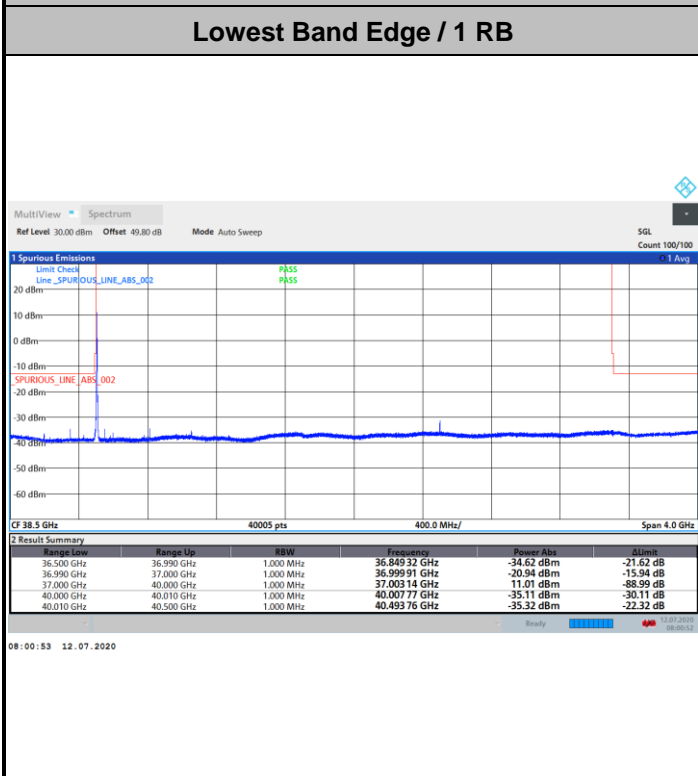 Lowest Band Edge / 1 RB
MultiView Spectrum
Ref Level 30.00 dBm Offset 49.80 dB Mode Auto Sweep SGL
Count 100/100
1 Spurious Emissions 1 Avg
Limit Check PASS
Line _SPURIOUS_LINE_ABS_002 PASS
20 dBm
10 dBm
0 dBm
-10 dBm
_SPURIOUS_LINE_ABS_002
-20 dBm
-30 dBm
-40 dBm
-50 dBm
-60 dBm
CF 38.5 GHz 40005 pts 400.0 MHz/ Span 4.0 GHz
2 Result Summary
Range Low Range Up RBW Frequency Power Abs ΔLimit
36.500 GHz 36.990 GHz 1.000 MHz 36.849 32 GHz -34.62 dBm -21.62 dB
36.990 GHz 37.000 GHz 1.000 MHz 36.999 91 GHz -20.94 dBm -15.94 dB
37.000 GHz 40.000 GHz 1.000 MHz 37.003 14 GHz 11.01 dBm -88.99 dB
40.000 GHz 40.010 GHz 1.000 MHz 40.007 77 GHz -35.11 dBm -30.11 dB
40.010 GHz 40.500 GHz 1.000 MHz 40.493 76 GHz -35.32 dBm -22.32 dB
Ready 12.07.2020
08:00:52
08:00:53 12.07.2020